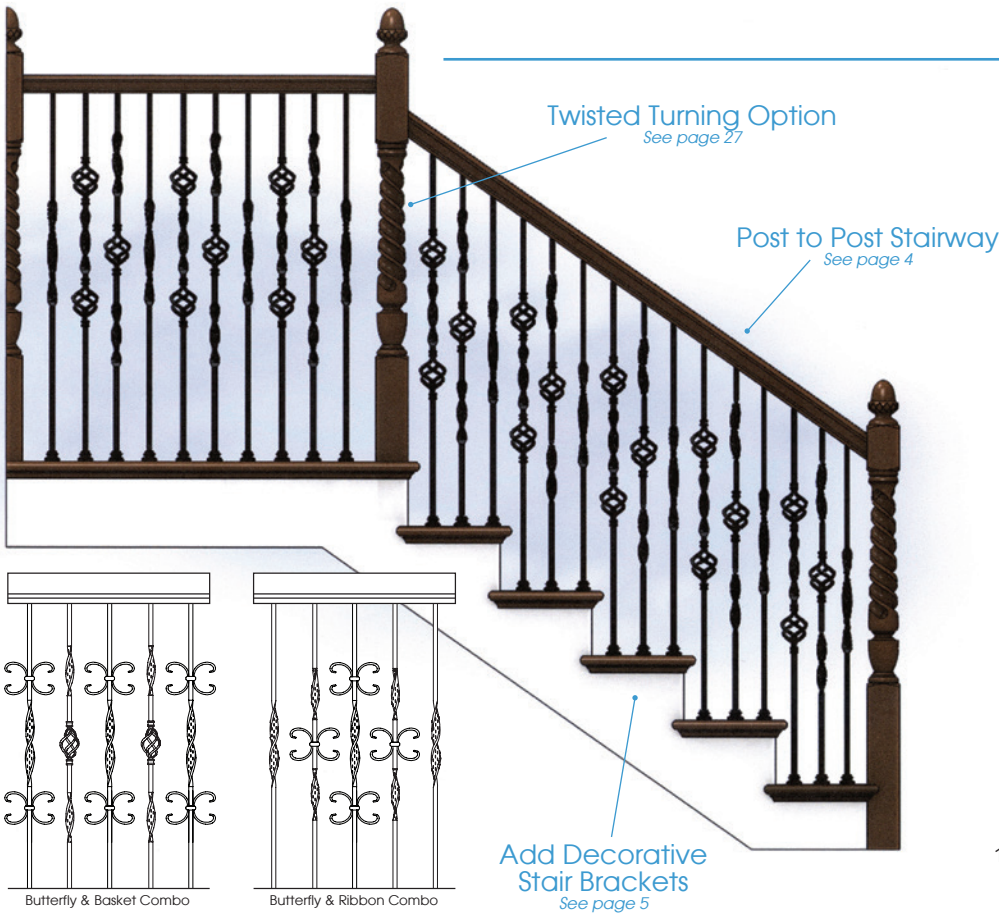 Twisted Turning Option
See page 27
Post to Post Stairway
See page 4
Butterfly & Basket Combo
Butterfly & Ribbon Combo
Add Decorative
Stair Brackets
See page 5